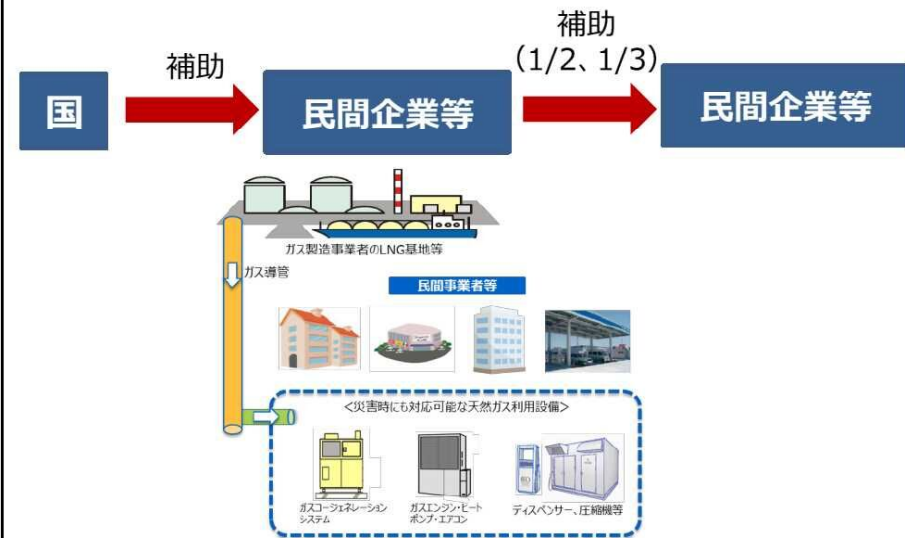 国
補助
民間企業等
補助
(1/2、1/3)
民間企業等
ガス製造事業者のLNG基地等
ガス導管
民間事業者等
<災害時にも対応可能な天然ガス利用設備>
ガスコージェネレーション
システム
ガスエンジン・ヒート
ポンプ・エアコン
ディスペンサー、圧縮機等